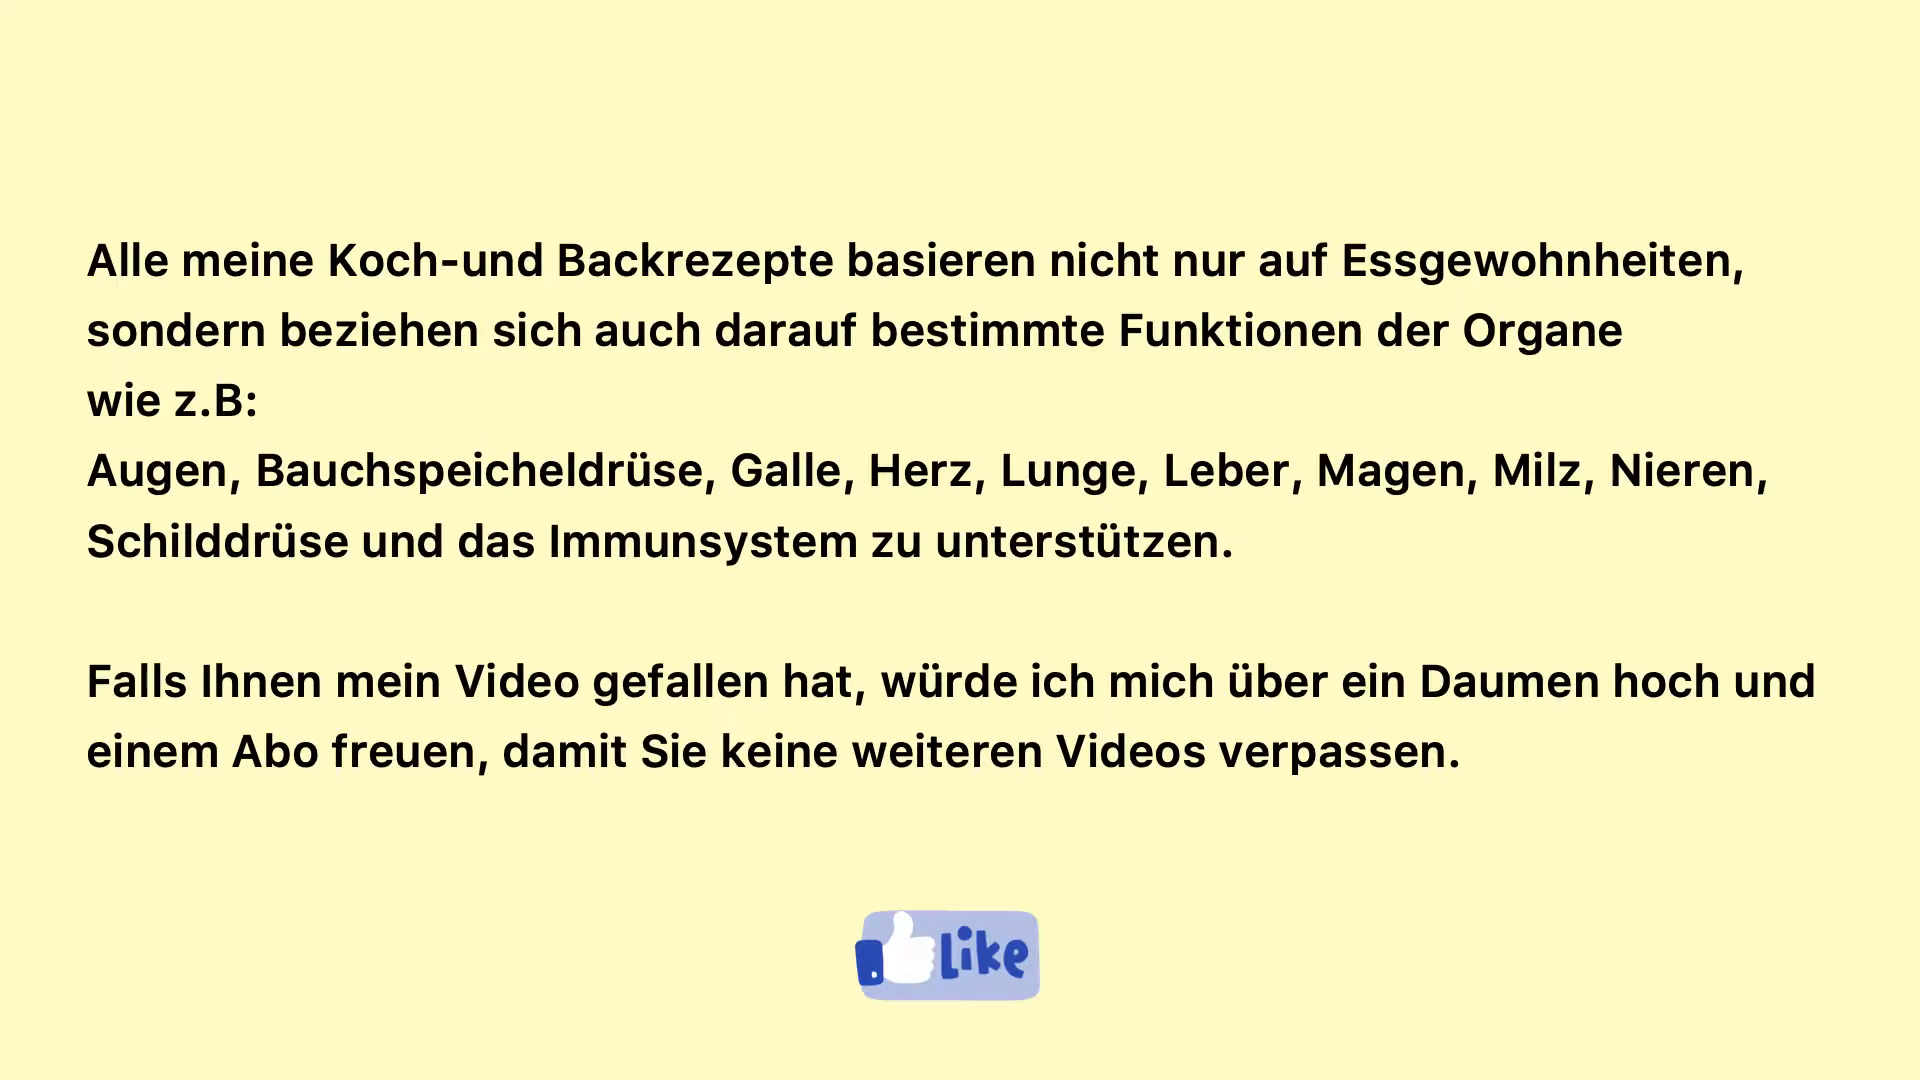 Alle meine Koch-und Backrezepte basieren nicht nur auf Essgewohnheiten,
sondern beziehen sich auch darauf bestimmte Funktionen der Organe
wie z.B:
Augen, Bauchspeicheldrüse, Galle, Herz, Lunge, Leber, Magen, Milz, Nieren,
Schilddrüse und das Immunsystem zu unterstützen.
Falls Ihnen mein Video gefallen hat, würde ich mich über ein Daumen hoch und
einem Abo freuen, damit Sie keine weiteren Videos verpassen.
Like